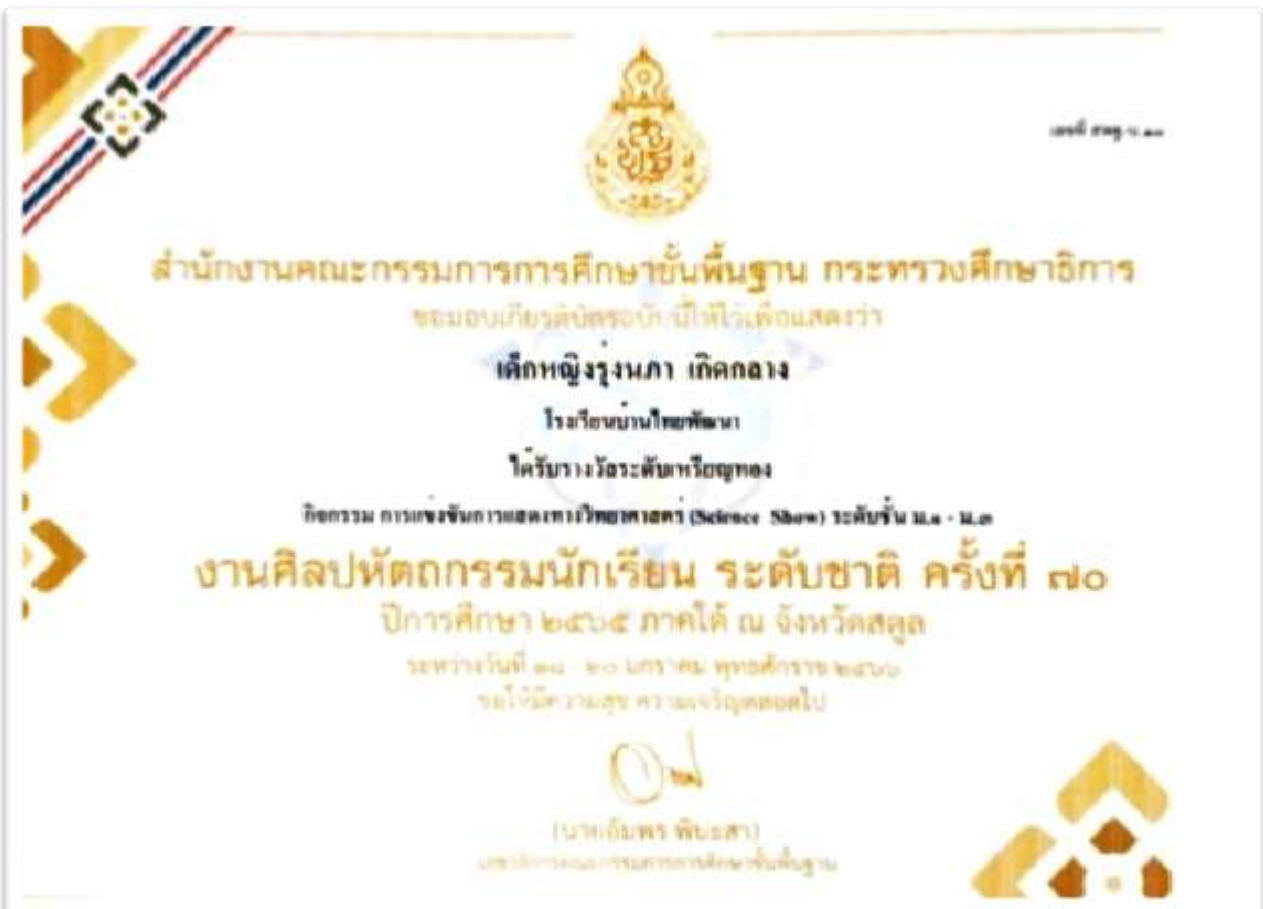 สำนักงานคณะกรรมการการศึกษาขั้นพื้นฐาน กระทรวงศึกษาธิการ
ขอมอบเกียรติบัตรฉบับนี้ให้ไว้เพื่อแสดงว่า
เด็กหญิงรุ่งนภา เกิดกลาง
โรงเรียนบ้านไทยพัฒนา
ได้รับรางวัลระดับเหรียญทอง
กิจกรรม การแข่งขันการแสดงทางวิทยาศาสตร์ (Science Show) ระดับชั้น ม.๑ - ม.๓
งานศิลปหัตถกรรมนักเรียน ระดับชาติ ครั้งที่ ๗๐
ปีการศึกษา ๒๕๖๕ ภาคใต้ ณ จังหวัดสตูล
ระหว่างวันที่ ๑๘ - ๒๐ มกราคม พุทธศักราช ๒๕๖๖
ขอให้มีความสุข ความเจริญตลอดไป
(นายอัมพร พินะสา)
เลขาธิการคณะกรรมการการศึกษาขั้นพื้นฐาน